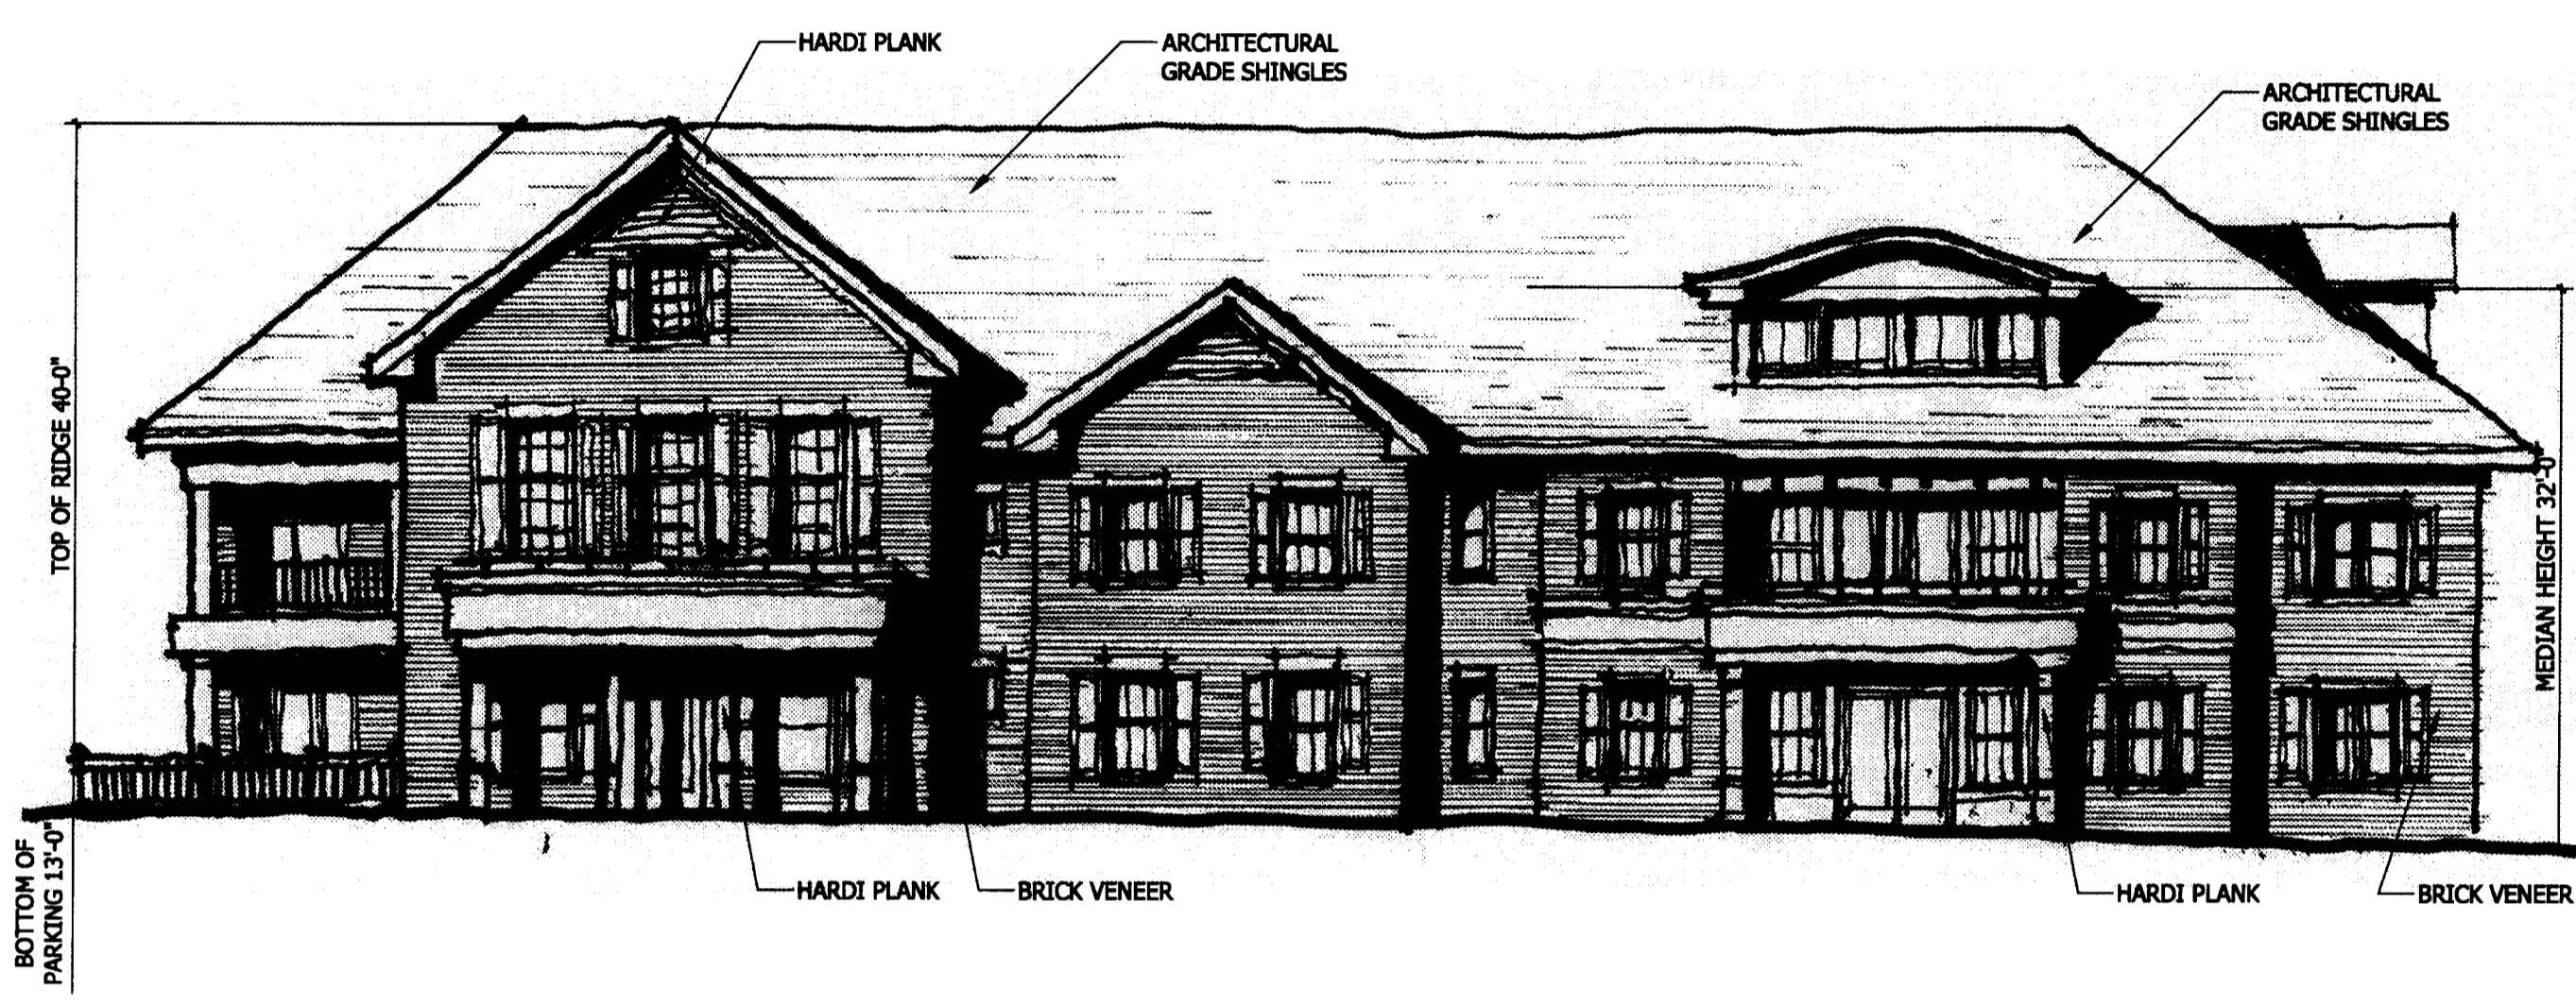 HARDI PLANK
ARCHITECTURAL
GRADE SHINGLES
ARCHITECTURAL
GRADE SHINGLES
TOP OF RIDGE 40-0"
MEDIAN HEIGHT 32'-0
BOTTOM OF
PARKING 13'-0"
HARDI PLANK
BRICK VENEER
HARDI PLANK
BRICK VENEER